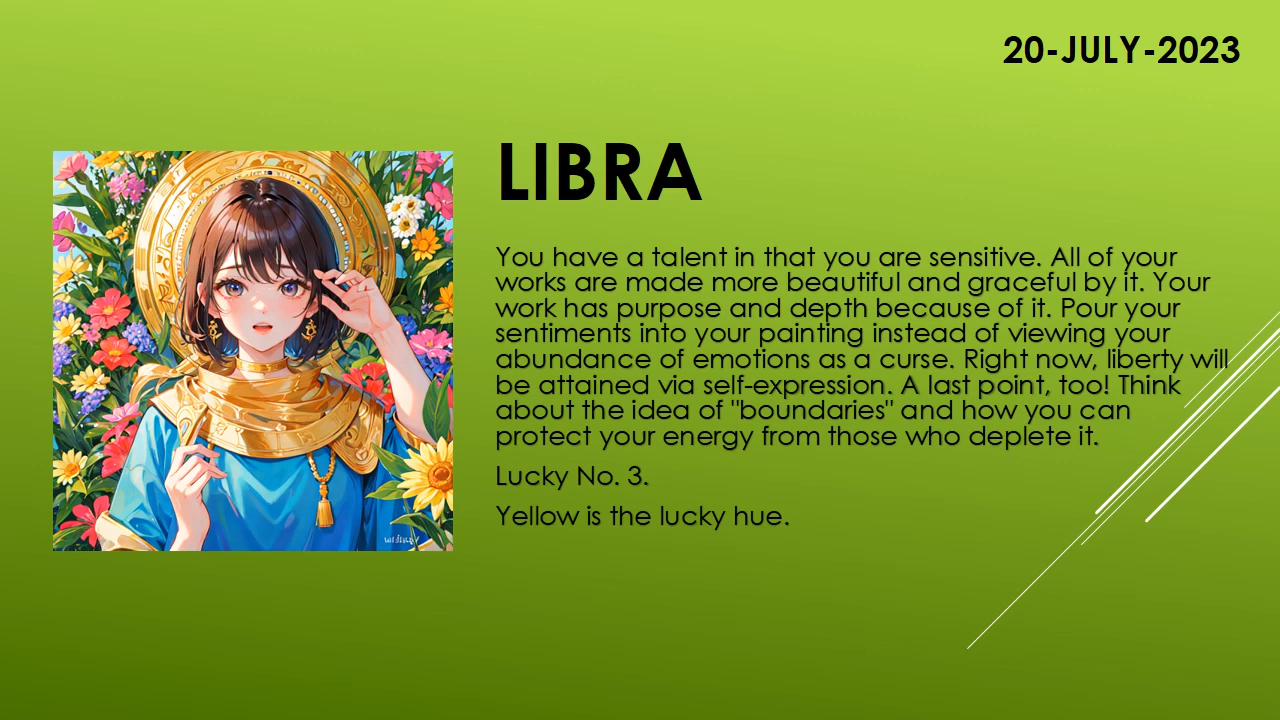 20-JULY-2023
LIBRA
You have a talent in that you are sensitive. All of your
works are made more beautiful and graceful by it. Your
work has purpose and depth because of it. Pour your
sentiments into your painting instead of viewing your
abundance of emotions as a curse. Right now, liberty will
be attained via self-expression. A last point, too! Think
about the idea of "boundaries" and how you can
protect your energy from those who deplete it.
Lucky No. 3.
Yellow is the lucky hue.